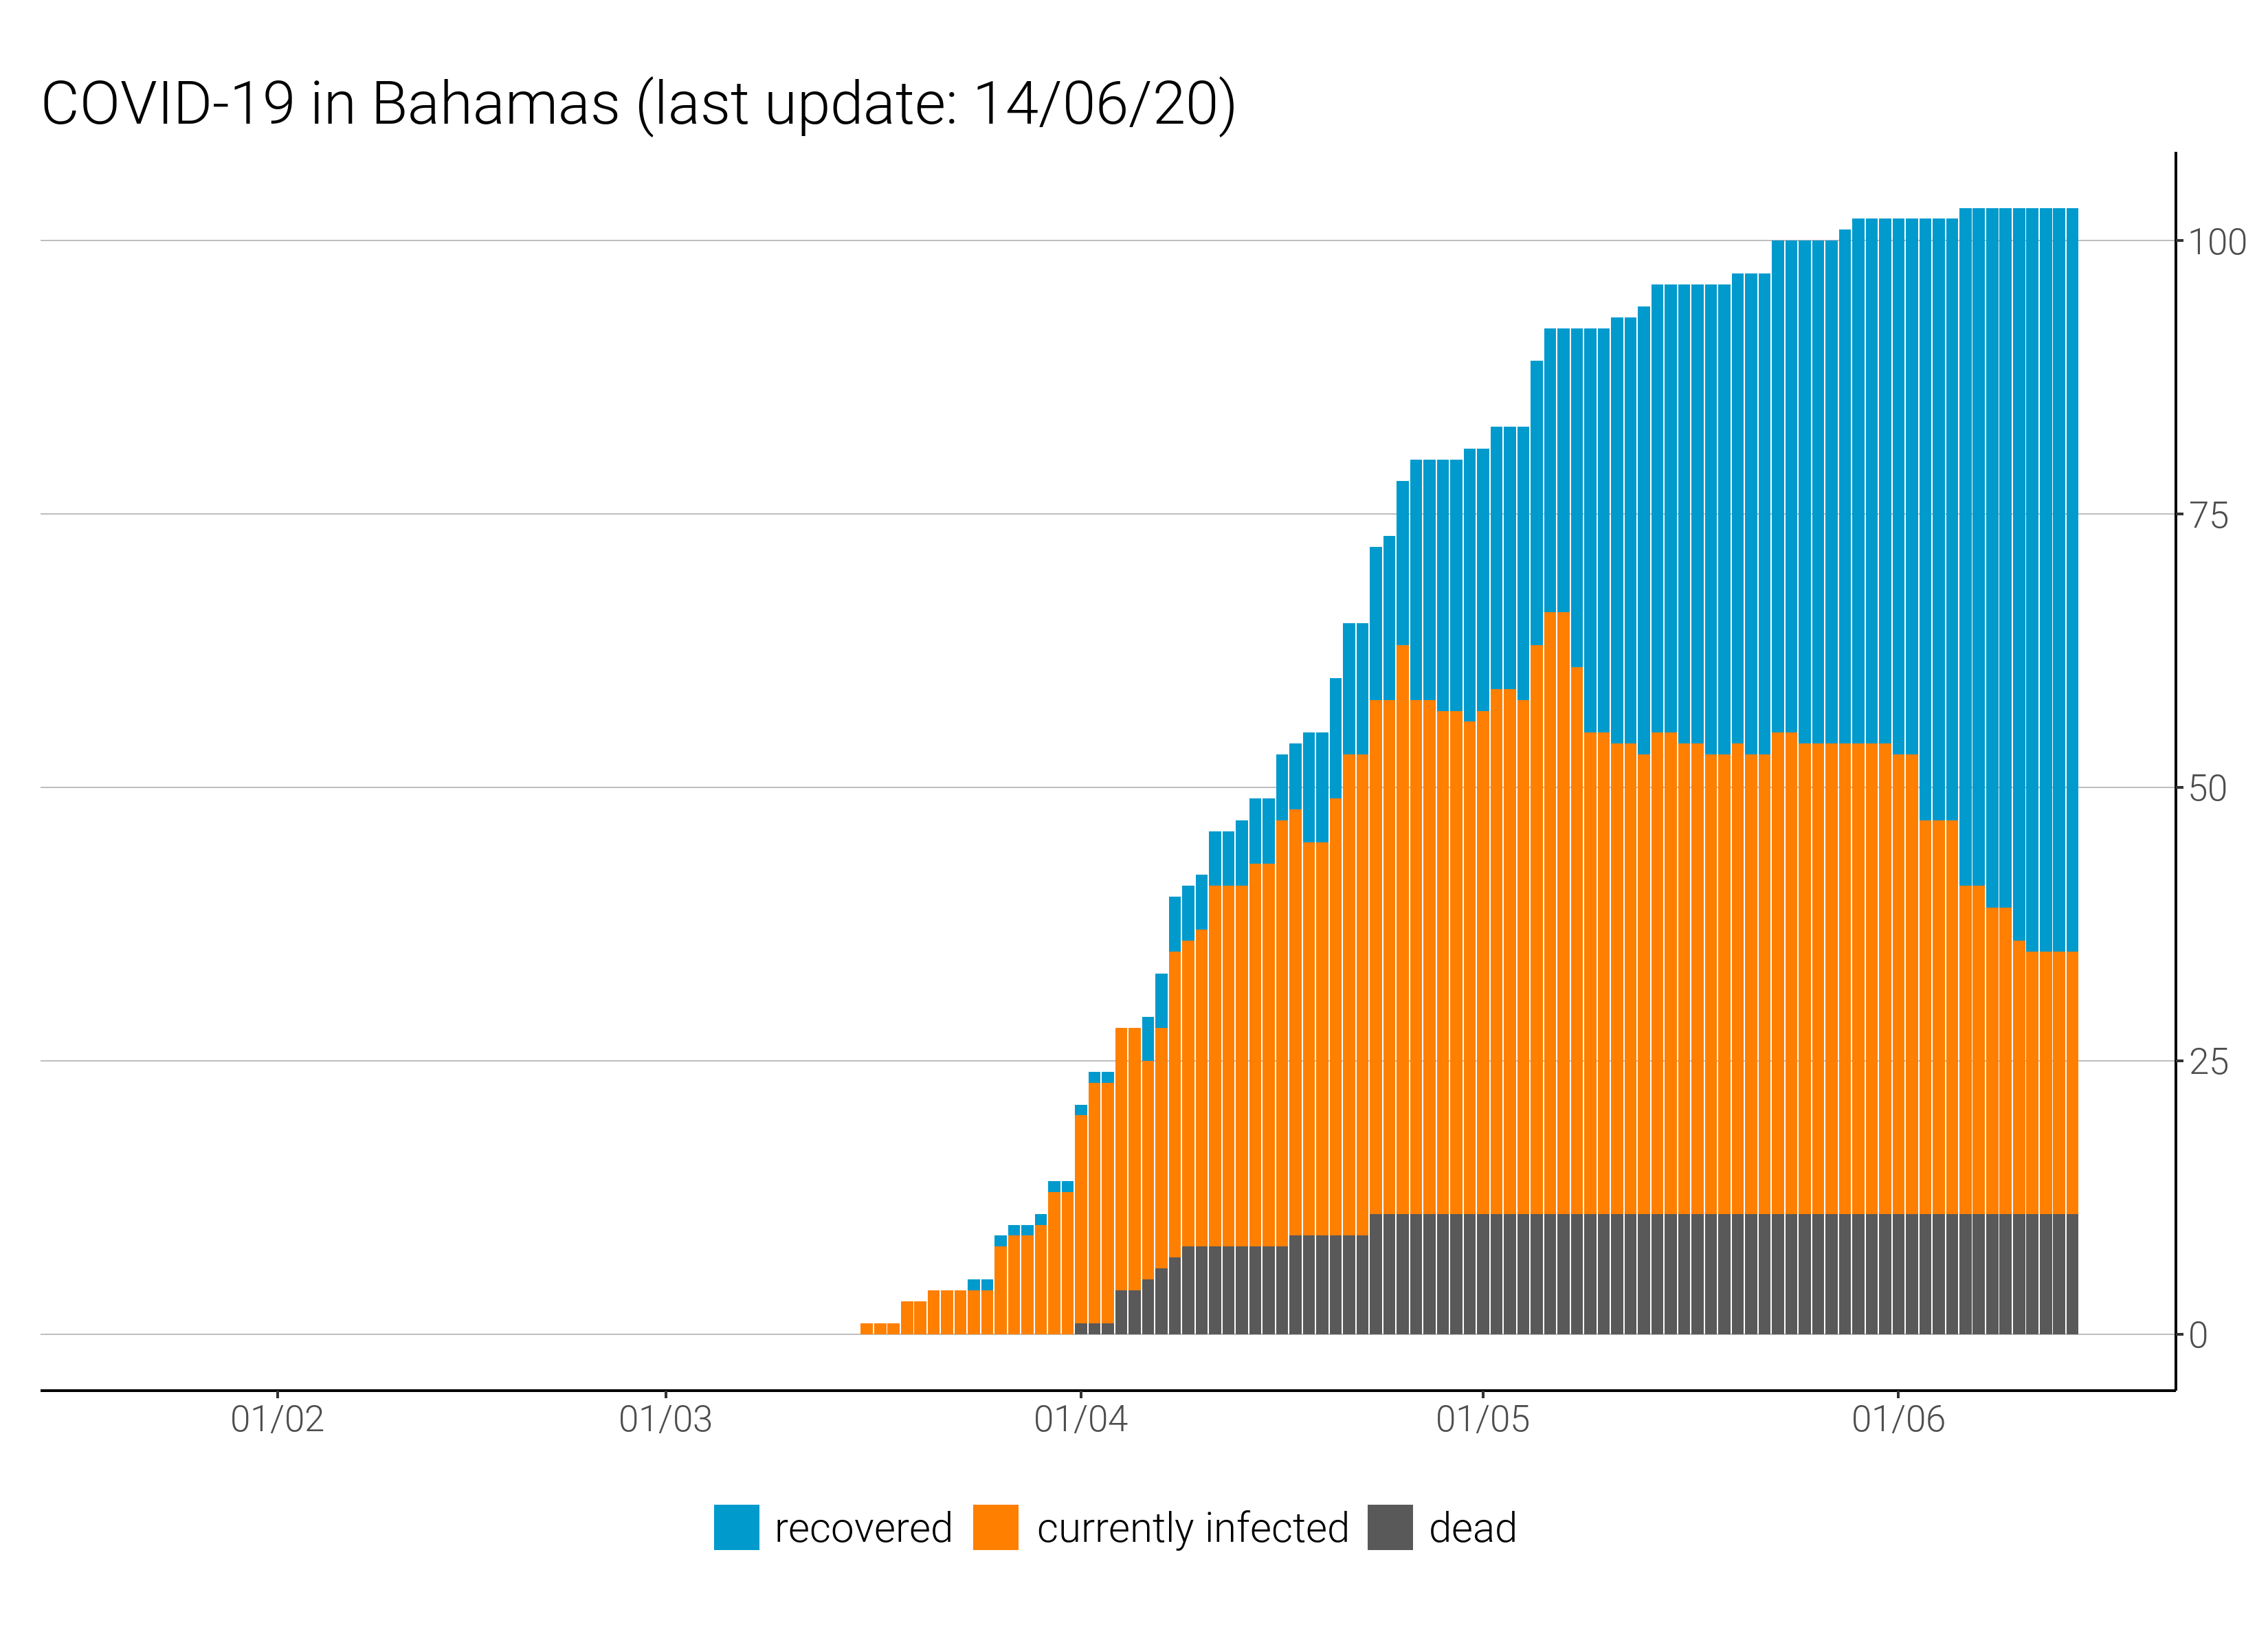 COVID-19 in Bahamas (last update: 14/06/20)
100
75
50
25
0
01/02 01/03 01/04 01/05 01/06
recovered currently infected dead